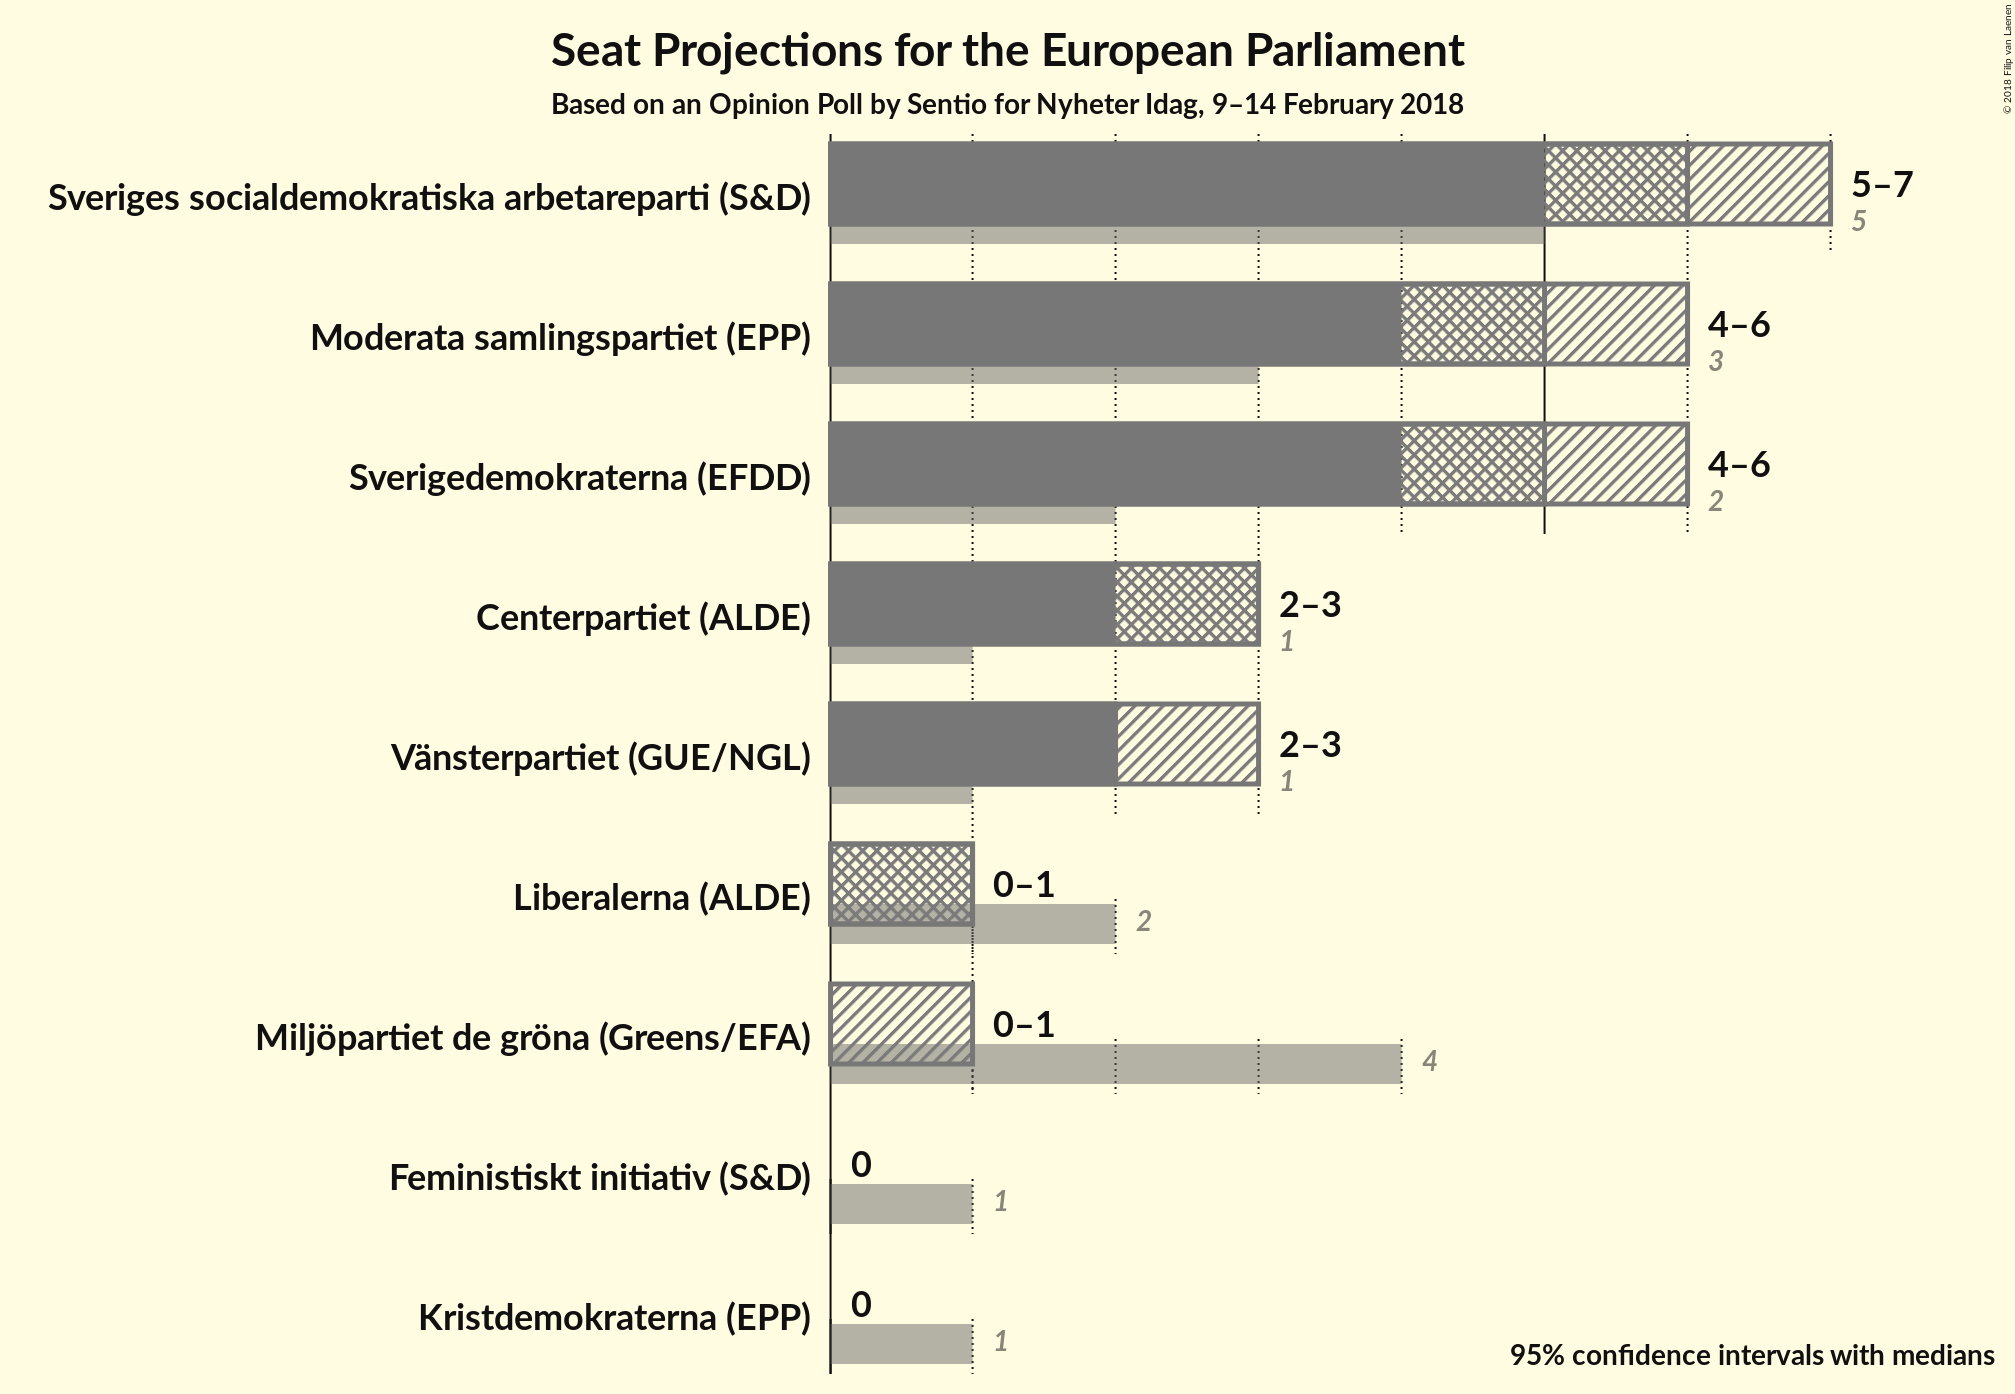 Seat Projections for the European Parliament
Based on an Opinion Poll by Sentio for Nyheter Idag, 9–14 February 2018
© 2018 Filip van Laenen
Sveriges socialdemokratiska arbetareparti (S&D)
5–7
5
Moderata samlingspartiet (EPP)
4–6
3
Sverigedemokraterna (EFDD)
4–6
2
Centerpartiet (ALDE)
2–3
1
Vänsterpartiet (GUE/NGL)
2–3
1
Liberalerna (ALDE)
0–1
2
Miljöpartiet de gröna (Greens/EFA)
0–1
4
Feministiskt initiativ (S&D)
0
1
Kristdemokraterna (EPP)
0
1
95% confidence intervals with medians